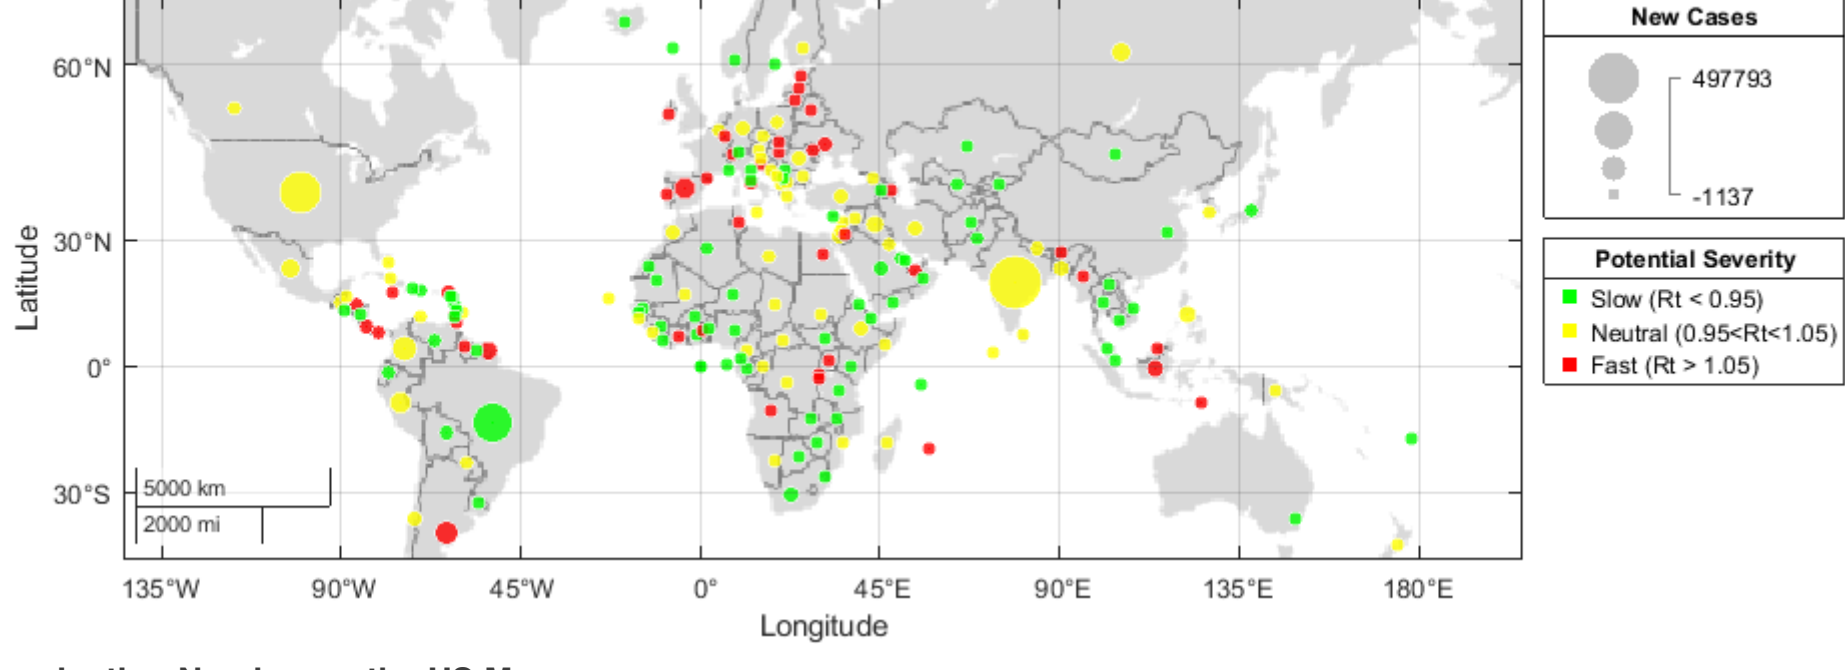 60°N
30°N
0°
30°S
Latitude
5000 km
2000 mi
135°W 90°W 45°W 0° 45°E 90°E 135°E 180°E
Longitude
New Cases
497793
-1137
Potential Severity
Slow (Rt < 0.95)
Neutral (0.95<Rt<1.05)
Fast (Rt > 1.05)